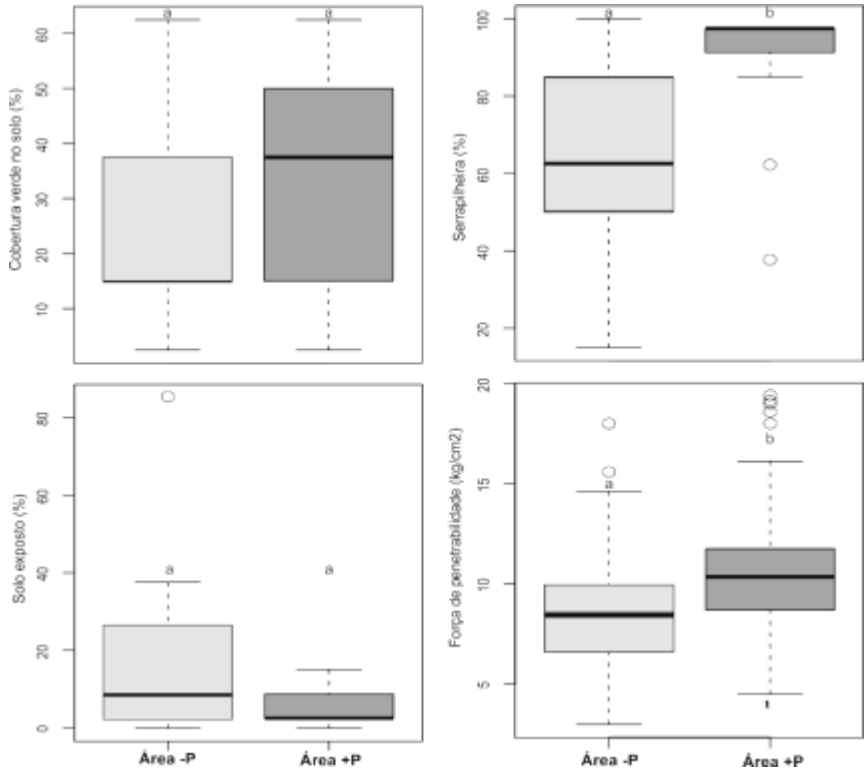 Cobertura verde no solo (%)
60
50
40
30
20
10
a
a
Serrapilheira (%)
100
80
60
40
20
a
b
Solo exposto (%)
80
60
40
20
0
a
a
Área -P
Área +P
Força de penetrabilidade (kg/cm2)
20
15
10
5
a
b
Área -P
Área +P